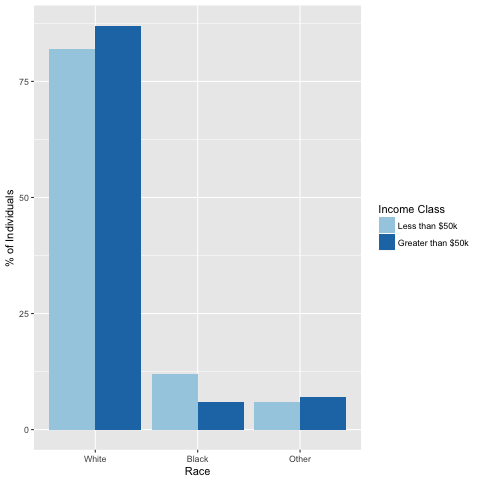 % of Individuals
75
50
25
0
White Black Other
Race
Income Class
Less than $50k
Greater than $50k